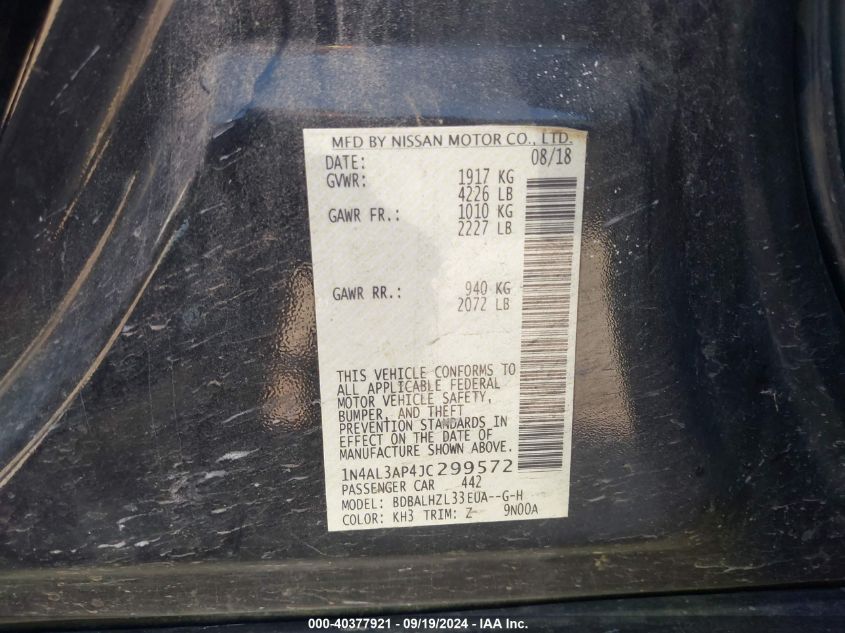 MFD BY NISSAN MOTOR CO., LTD.
DATE: 08/18
GVWR: 1917 KG
4226 LB
GAWR FR.: 1010 KG
2227 LB
GAWR RR.: 940 KG
2072 LB
THIS VEHICLE CONFORMS TO
ALL APPLICABLE FEDERAL
MOTOR VEHICLE SAFETY,
BUMPER, AND THEFT
PREVENTION STANDARDS IN
EFFECT ON THE DATE OF
MANUFACTURE SHOWN ABOVE.
1N4AL3AP4JC299572
PASSENGER CAR 442
MODEL: BDBALHZL33EUA--G-H
COLOR: KH3 TRIM: Z 9N00A
000-40377921 - 09/19/2024 - IAA Inc.